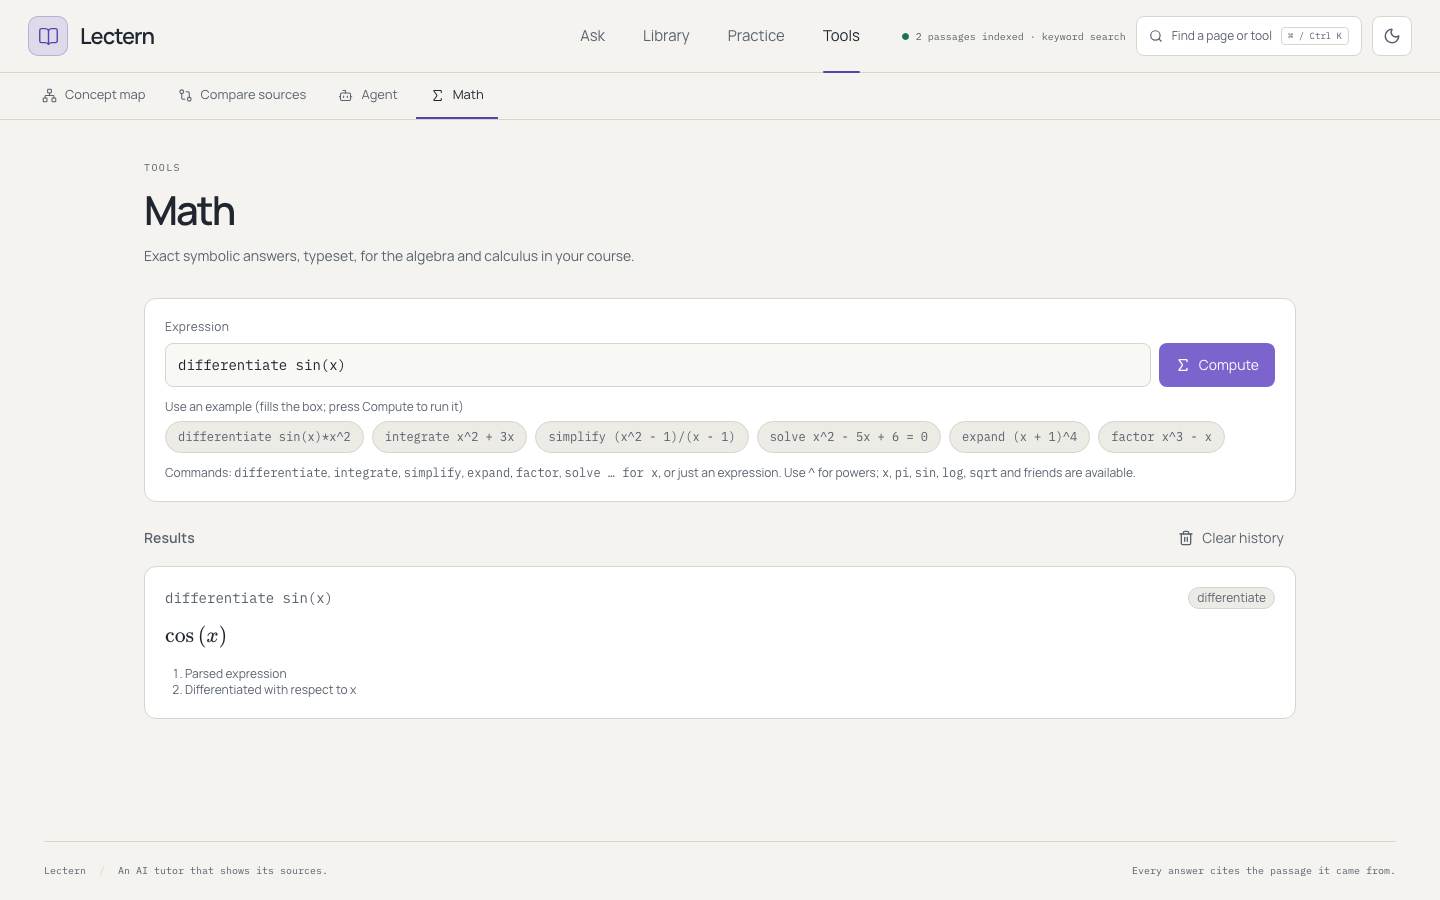 Lectern
Ask
Library
Practice
Tools
2 passages indexed · keyword search
Find a page or tool
⌘ / Ctrl K
Concept map
Compare sources
Agent
Math
TOOLS
Math
Exact symbolic answers, typeset, for the algebra and calculus in your course.
Expression
differentiate sin(x)
Σ Compute
Use an example (fills the box; press Compute to run it)
differentiate sin(x)*x^2
integrate x^2 + 3x
simplify (x^2 - 1)/(x - 1)
solve x^2 - 5x + 6 = 0
expand (x + 1)^4
factor x^3 - x
Commands: differentiate, integrate, simplify, expand, factor, solve … for x, or just an expression. Use ^ for powers; x, pi, sin, log, sqrt and friends are available.
Results
Clear history
differentiate sin(x)
differentiate
cos (x)
1. Parsed expression
2. Differentiated with respect to x
Lectern / An AI tutor that shows its sources.
Every answer cites the passage it came from.